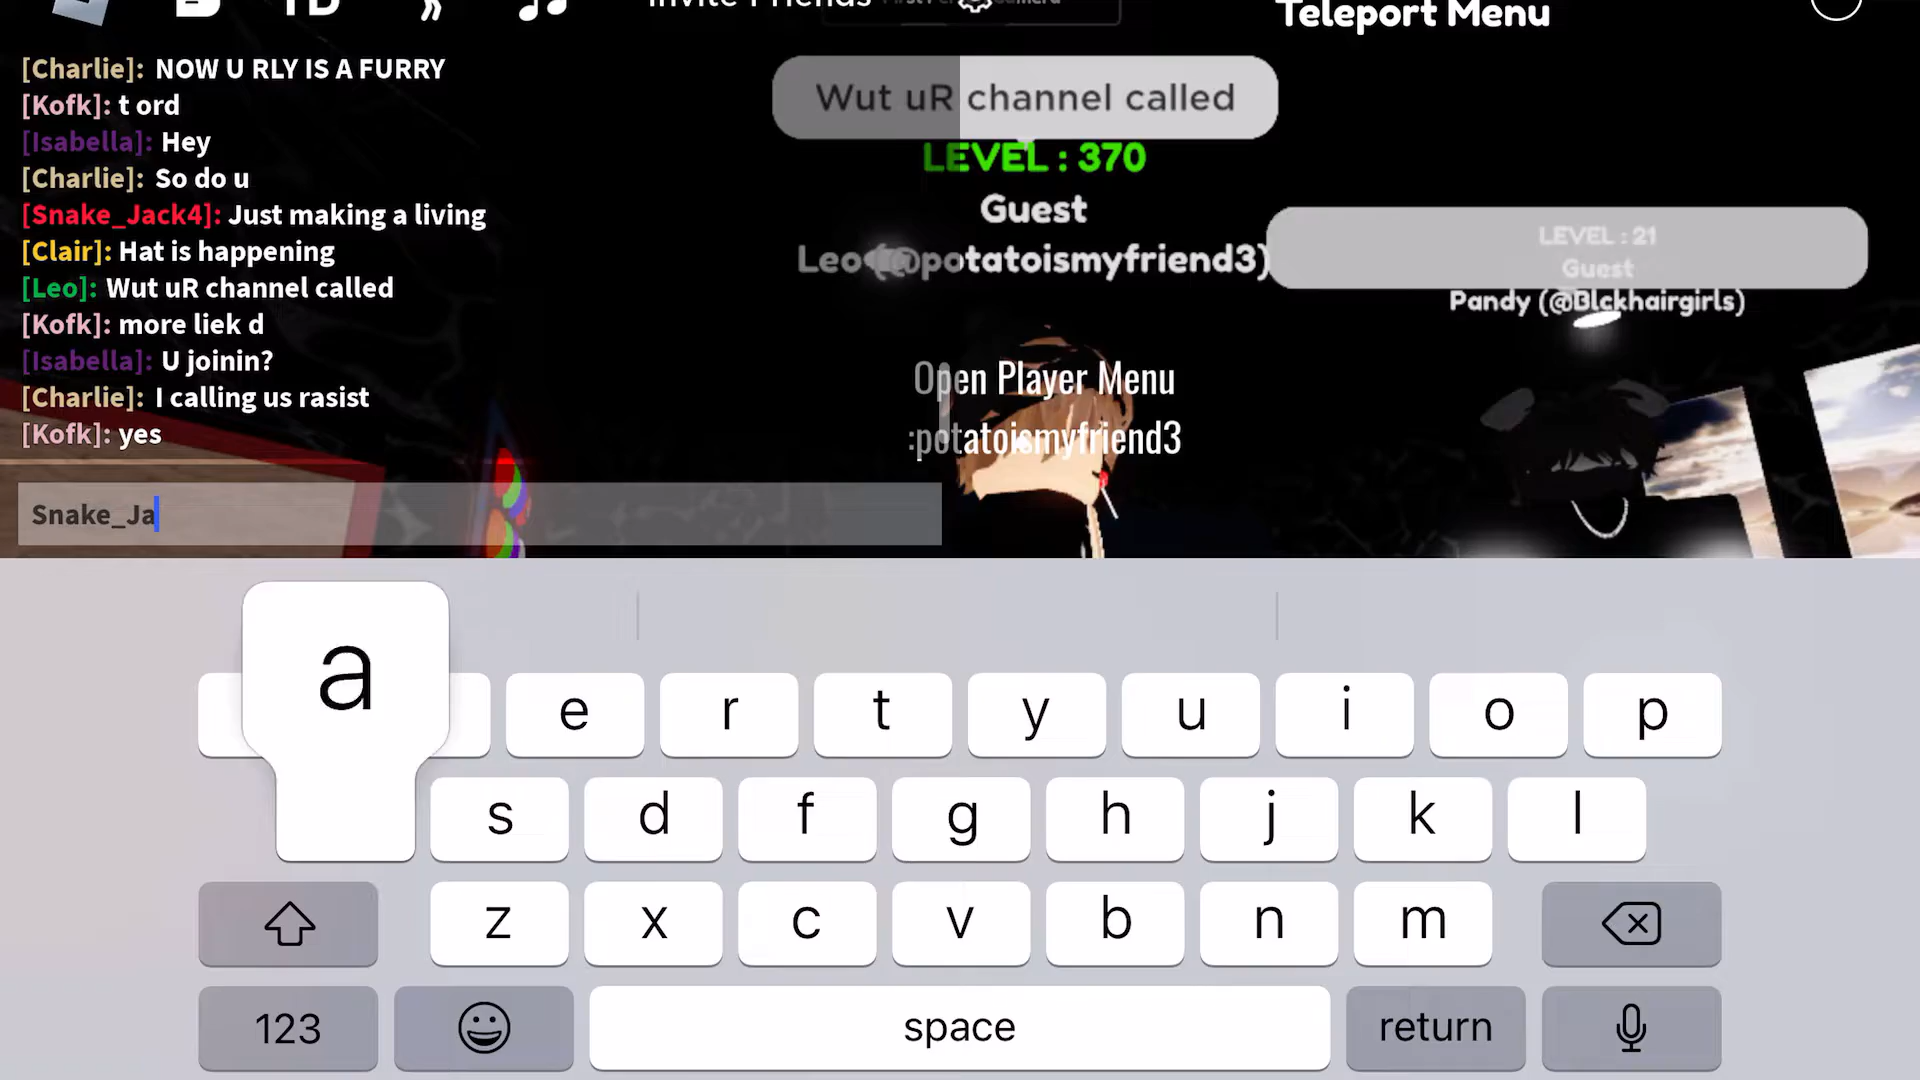 Invite Friends
Teleport Menu
[Charlie]: NOW U RLY IS A FURRY
[Kofk]: t ord
[Isabella]: Hey
[Charlie]: So do u
[Snake_Jack4]: Just making a living
[Clair]: Hat is happening
[Leo]: Wut uR channel called
[Kofk]: more liek d
[Isabella]: U joinin?
[Charlie]: I calling us rasist
[Kofk]: yes
Snake_Ja
Wut uR channel called
LEVEL : 370
Guest
Leo (@potatoismyfriend3)
LEVEL : 21
Guest
Pandy (@Blckhairgirls)
Open Player Menu
:potatoismyfriend3
a
e r t y u i o p
s d f g h j k l
z x c v b n m
123 space return